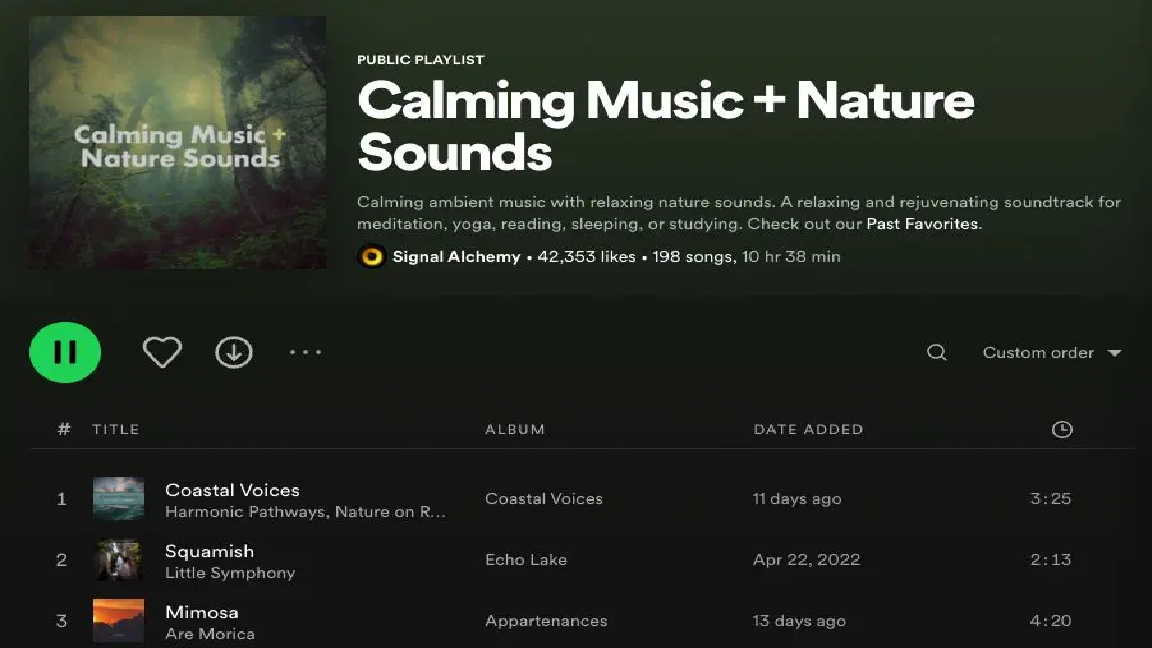 Calming Music +
Nature Sounds
PUBLIC PLAYLIST
Calming Music + Nature
Sounds
Calming ambient music with relaxing nature sounds. A relaxing and rejuvenating soundtrack for
meditation, yoga, reading, sleeping, or studying. Check out our Past Favorites.
Signal Alchemy • 42,353 likes • 198 songs, 10 hr 38 min
Custom order
# TITLE ALBUM DATE ADDED
1 Coastal Voices Coastal Voices 11 days ago 3:25
Harmonic Pathways, Nature on R...
2 Squamish Echo Lake Apr 22, 2022 2:13
Little Symphony
3 Mimosa Appartenances 13 days ago 4:20
Are Morica